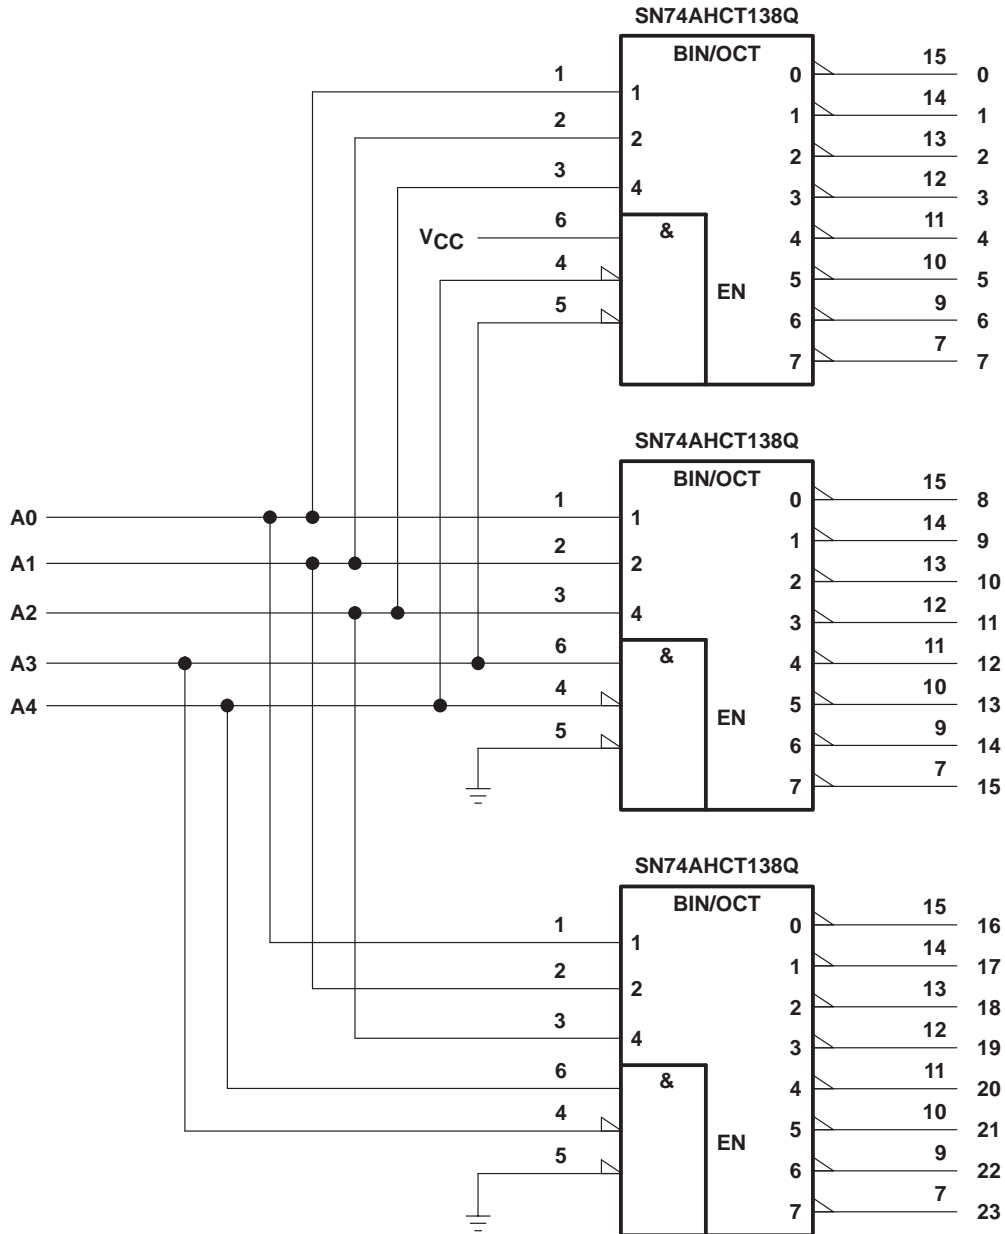 SN74AHCT138Q
BIN/OCT
1 1
2 2
3 4
VCC 6 &
4
5
EN
0 15 0
1 14 1
2 13 2
3 12 3
4 11 4
5 10 5
6 9 6
7 7 7
SN74AHCT138Q
BIN/OCT
A0 1 1
A1 2 2
A2 3 4
A3 6 &
A4 4
5
EN
0 15 8
1 14 9
2 13 10
3 12 11
4 11 12
5 10 13
6 9 14
7 7 15
SN74AHCT138Q
BIN/OCT
1 1
2 2
3 4
6 &
4
5
EN
0 15 16
1 14 17
2 13 18
3 12 19
4 11 20
5 10 21
6 9 22
7 7 23